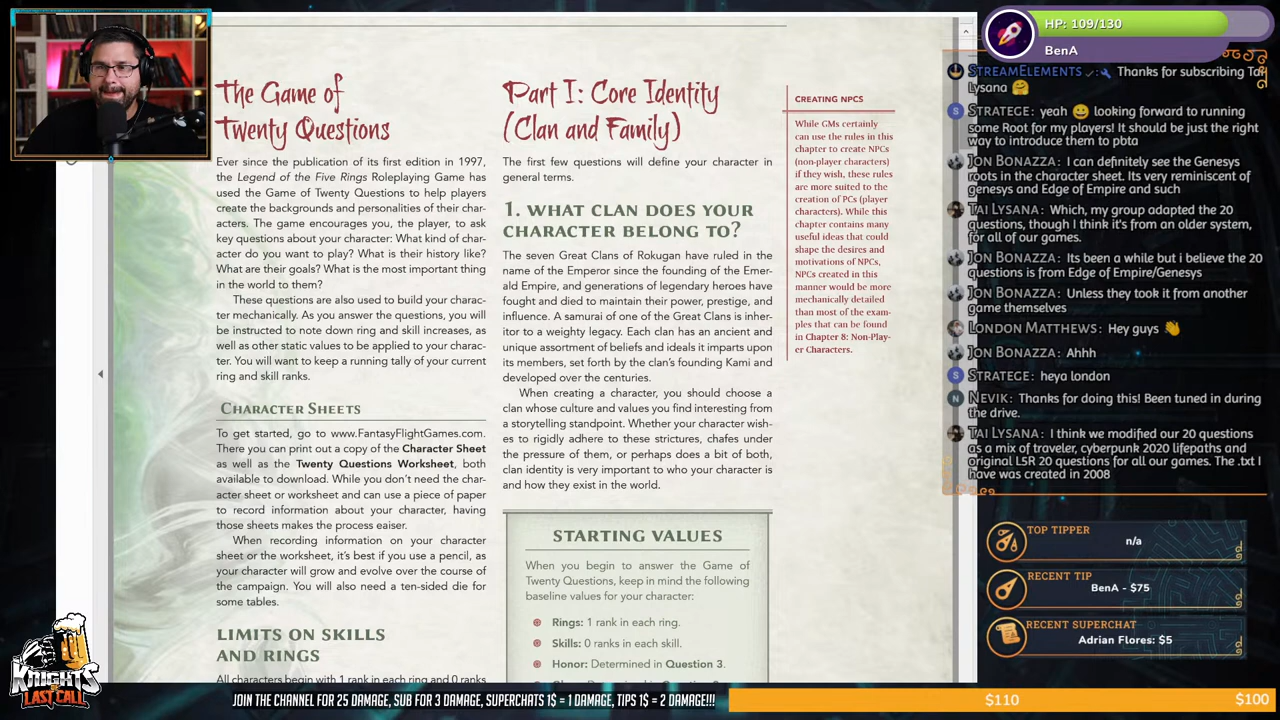 The Game of
Twenty Questions
Ever since the publication of its first edition in 1997,
the Legend of the Five Rings Roleplaying Game has
used the Game of Twenty Questions to help players
create the backgrounds and personalities of their char-
acters. The game encourages you, the player, to ask
key questions about your character: What kind of char-
acter do you want to play? What is their history like?
What are their goals? What is the most important thing
in the world to them?
These questions are also used to build your charac-
ter mechanically. As you answer the questions, you will
be instructed to note down ring and skill increases, as
well as other static values to be applied to your charac-
ter. You will want to keep a running tally of your current
ring and skill ranks.
Character Sheets
To get started, go to www.FantasyFlightGames.com.
There you can print out a copy of the Character Sheet
as well as the Twenty Questions Worksheet, both
available to download. While you don't need the char-
acter sheet or worksheet and can use a piece of paper
to record information about your character, having
those sheets makes the process eaiser.
When recording information on your character
sheet or the worksheet, it's best if you use a pencil, as
your character will grow and evolve over the course of
the campaign. You will also need a ten-sided die for
some tables.
LIMITS ON SKILLS
AND RINGS
All characters begin with 1 rank in each ring and 0 ranks
Part I: Core Identity
(Clan and Family)
The first few questions will define your character in
general terms.
1. WHAT CLAN DOES YOUR
CHARACTER BELONG TO?
The seven Great Clans of Rokugan have ruled in the
name of the Emperor since the founding of the Emer-
ald Empire, and generations of legendary heroes have
fought and died to maintain their power, prestige, and
influence. A samurai of one of the Great Clans is inher-
itor to a weighty legacy. Each clan has an ancient and
unique assortment of beliefs and ideals it imparts upon
its members, set forth by the clan's founding Kami and
developed over the centuries.
When creating a character, you should choose a
clan whose culture and values you find interesting from
a storytelling standpoint. Whether your character wish-
es to rigidly adhere to these strictures, chafes under
the pressure of them, or perhaps does a bit of both,
clan identity is very important to who your character is
and how they exist in the world.
STARTING VALUES
When you begin to answer the Game of
Twenty Questions, keep in mind the following
baseline values for your character:
Rings: 1 rank in each ring.
Skills: 0 ranks in each skill.
Honor: Determined in Question 3.
CREATING NPCS
While GMs certainly
can use the rules in this
chapter to create NPCs
(non-player characters)
if they wish, these rules
are more suited to the
creation of PCs (player
characters). While this
chapter contains many
useful ideas that could
shape the desires and
motivations of NPCs,
NPCs created in this
manner would be more
mechanically detailed
than most of the exam-
ples that can be found
in Chapter 8: Non-Play-
er Characters.
HP: 109/130
BenA
STREAMELEMENTS: Thanks for subscribing Tai
Lysana 🤗
STRATEGE: yeah 😀 looking forward to running
some Root for my players! It should be just the right
way to introduce them to pbta
JON BONAZZA: I can definitely see the Genesys
roots in the character sheet. Its very reminiscent of
genesys and Edge of Empire and such
TAI LYSANA: Which, my group adapted the 20
questions, though I think it's from an older system,
for all of our games.
JON BONAZZA: Its been a while but i believe the 20
questions is from Edge of Empire/Genesys
JON BONAZZA: Unless they took it from another
game themselves
LONDON MATTHEWS: Hey guys 👋
JON BONAZZA: Ahhh
STRATEGE: heya london
NEVIK: Thanks for doing this! Been tuned in during
the drive.
TAI LYSANA: I think we modified our 20 questions
as a mix of traveler, cyberpunk 2020 lifepaths and
original L5R 20 questions for all our games. The .txt I
have was created in 2008
TOP TIPPER
n/a
RECENT TIP
BenA - $75
RECENT SUPERCHAT
Adrian Flores: $5
KNIGHTS
LAST CALL
JOIN THE CHANNEL FOR 25 DAMAGE, SUB FOR 3 DAMAGE, SUPERCHATS 1$ = 1 DAMAGE, TIPS 1$ = 2 DAMAGE!!!
$110
$100